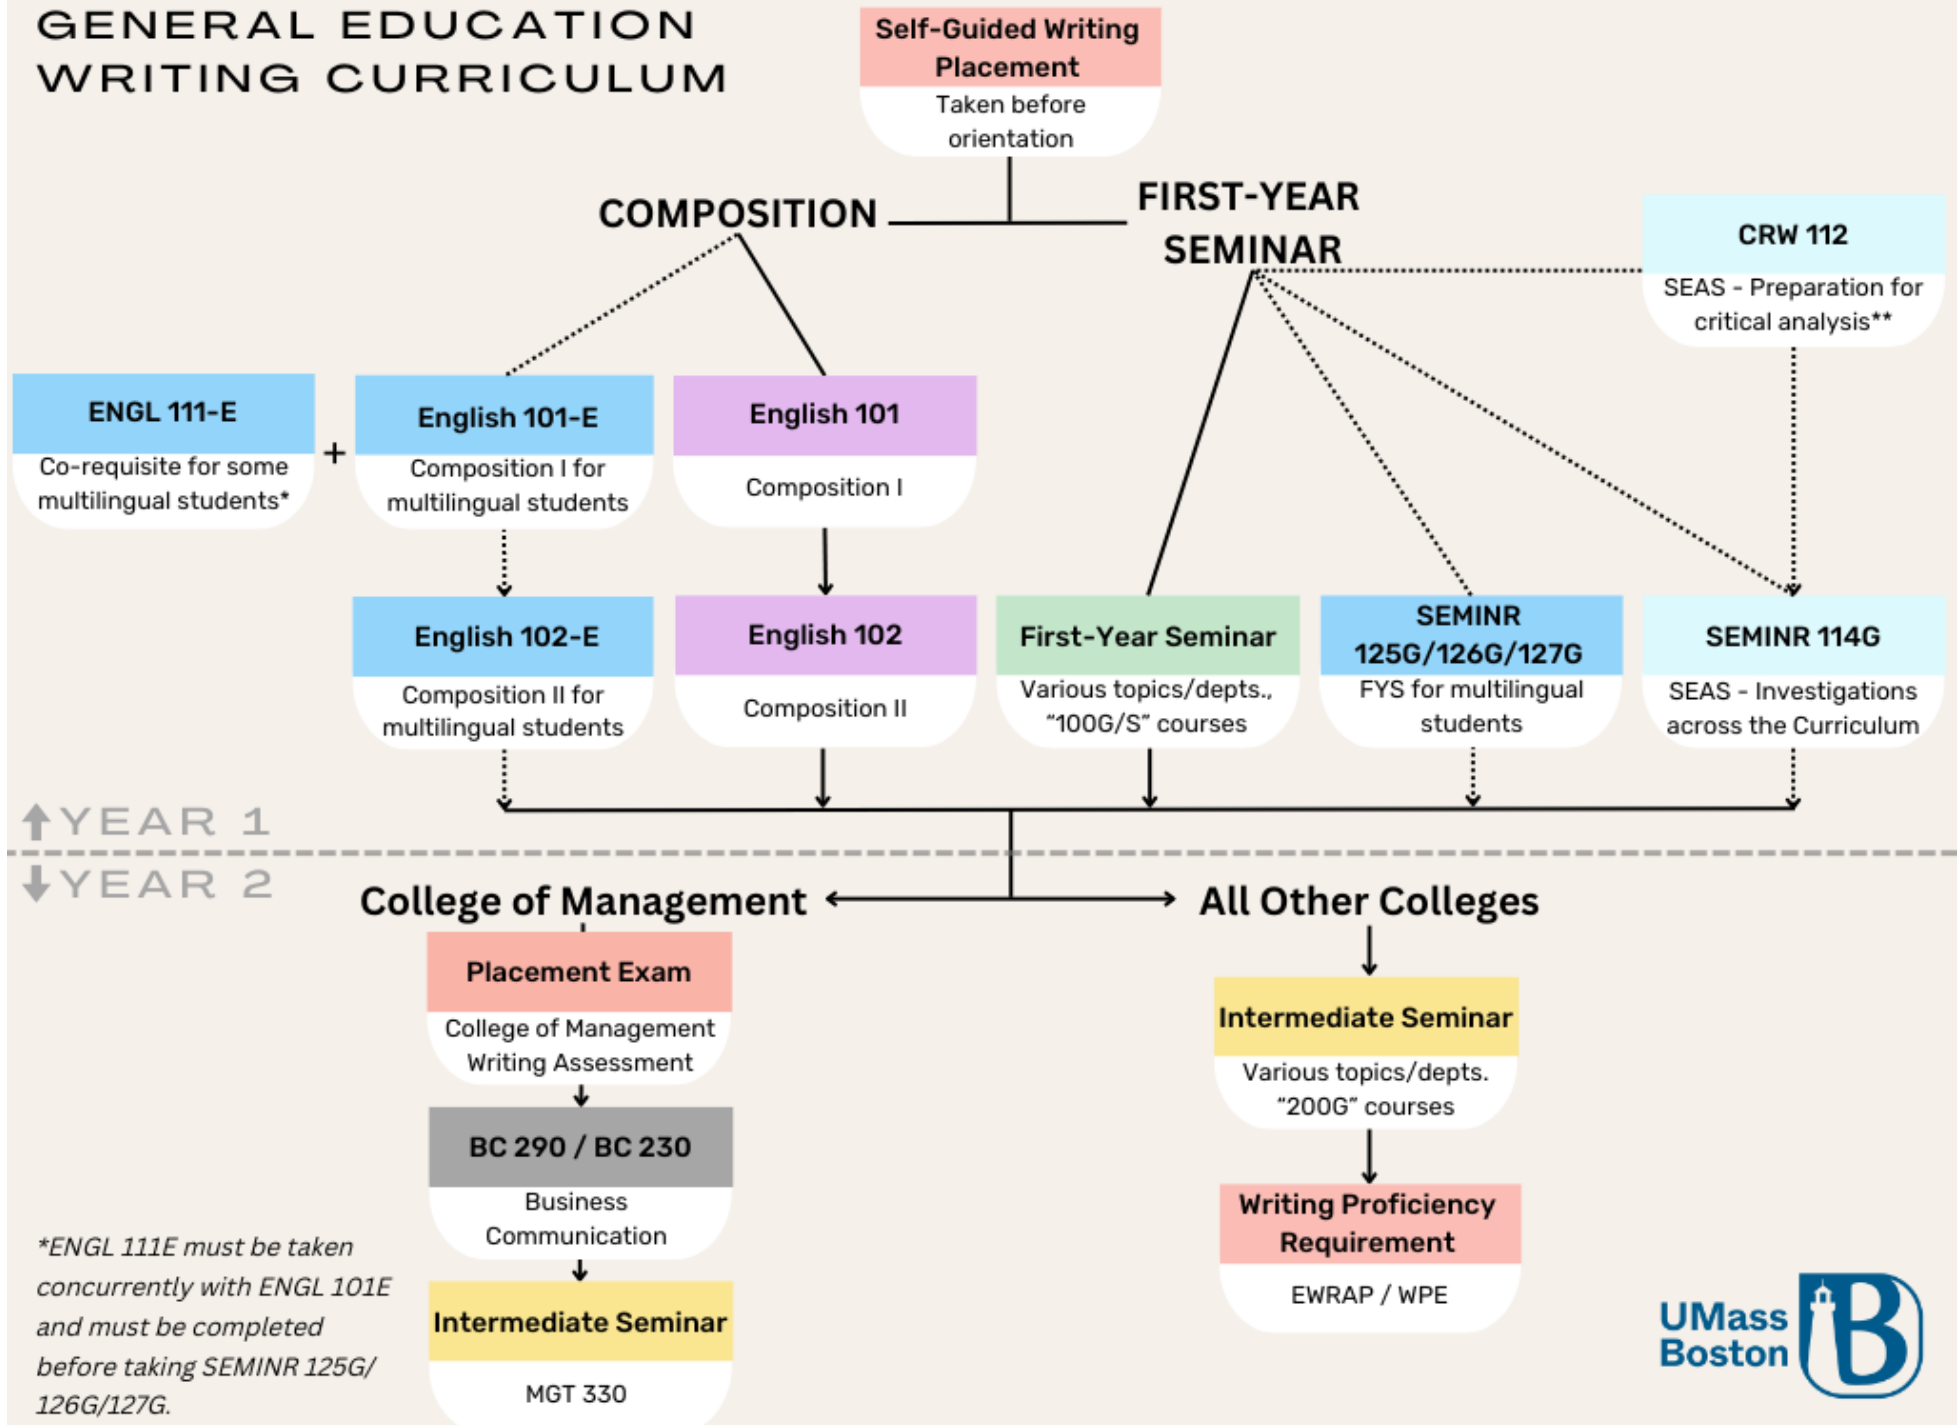 GENERAL EDUCATION
WRITING CURRICULUM
Self-Guided Writing
Placement
Taken before
orientation
COMPOSITION
FIRST-YEAR
SEMINAR
CRW 112
SEAS - Preparation for
critical analysis**
ENGL 111-E
Co-requisite for some
multilingual students*
+
English 101-E
Composition I for
multilingual students
English 101
Composition I
English 102-E
Composition II for
multilingual students
English 102
Composition II
First-Year Seminar
Various topics/depts.,
“100G/S” courses
SEMINR
125G/126G/127G
FYS for multilingual
students
SEMINR 114G
SEAS - Investigations
across the Curriculum
YEAR 1
YEAR 2
College of Management
All Other Colleges
Placement Exam
College of Management
Writing Assessment
BC 290 / BC 230
Business
Communication
Intermediate Seminar
MGT 330
Intermediate Seminar
Various topics/depts.
“200G” courses
Writing Proficiency
Requirement
EWRAP / WPE
*ENGL 111E must be taken
concurrently with ENGL 101E
and must be completed
before taking SEMINR 125G/
126G/127G.
UMass
Boston
B